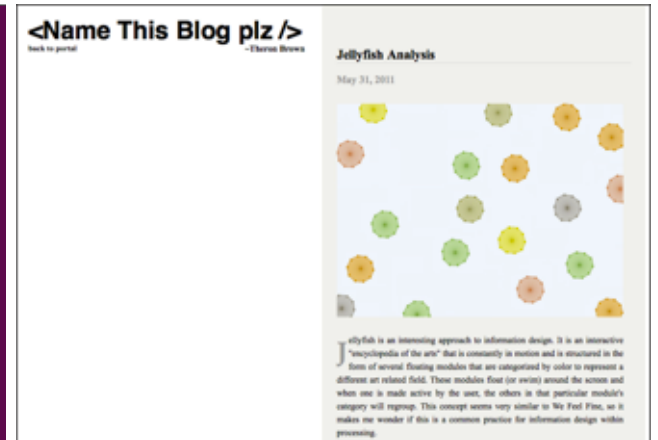 <Name This Blog plz />
back to portal
~Theron Brown
Jellyfish Analysis
May 31, 2011
Jellyfish is an interesting approach to information design. It is an interactive
"encyclopedia of the arts" that is constantly in motion and is structured in the
form of several floating modules that are categorized by color to represent a
different art related field. These modules float (or swim) around the screen and
when one is made active by the user, the others in that particular module's
category will regroup. This concept seems very similar to We Feel Fine, so it
makes me wonder if this is a common practice for information design within
processing.